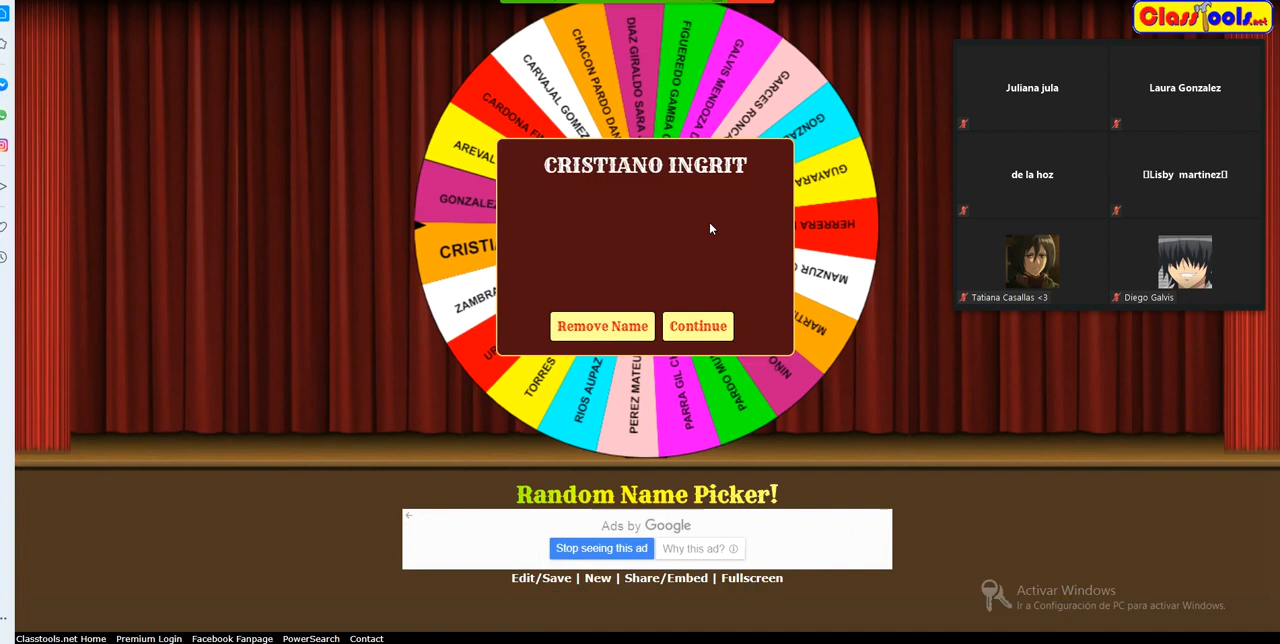 ClassTools.net
DIAZ GIRALDO SARA
FIGUEREDO GAMBA
GALVIS MENDOZA
GARCES RONCA
GONZA
GUAYARA
HERRERA
MANZUR
MARTI
NIÑO
PARDO MU
PARRA GIL C
PEREZ MATEU
RIOS AUPAZ
TORRES
ZAMBRA
CRISTI
GONZALEZ
AREVAL
CARDONA
CARVAJAL GOMEZ
CHACON PARDO DAN
CRISTIANO INGRIT
Remove Name
Continue
Juliana jula
Laura Gonzalez
de la hoz
[]Lisby martinez[]
Tatiana Casallas <3
Diego Galvis
Random Name Picker!
Ads by Google
Stop seeing this ad
Why this ad?
Edit/Save | New | Share/Embed | Fullscreen
Activar Windows
Ir a Configuración de PC para activar Windows.
Classtools.net Home Premium Login Facebook Fanpage PowerSearch Contact